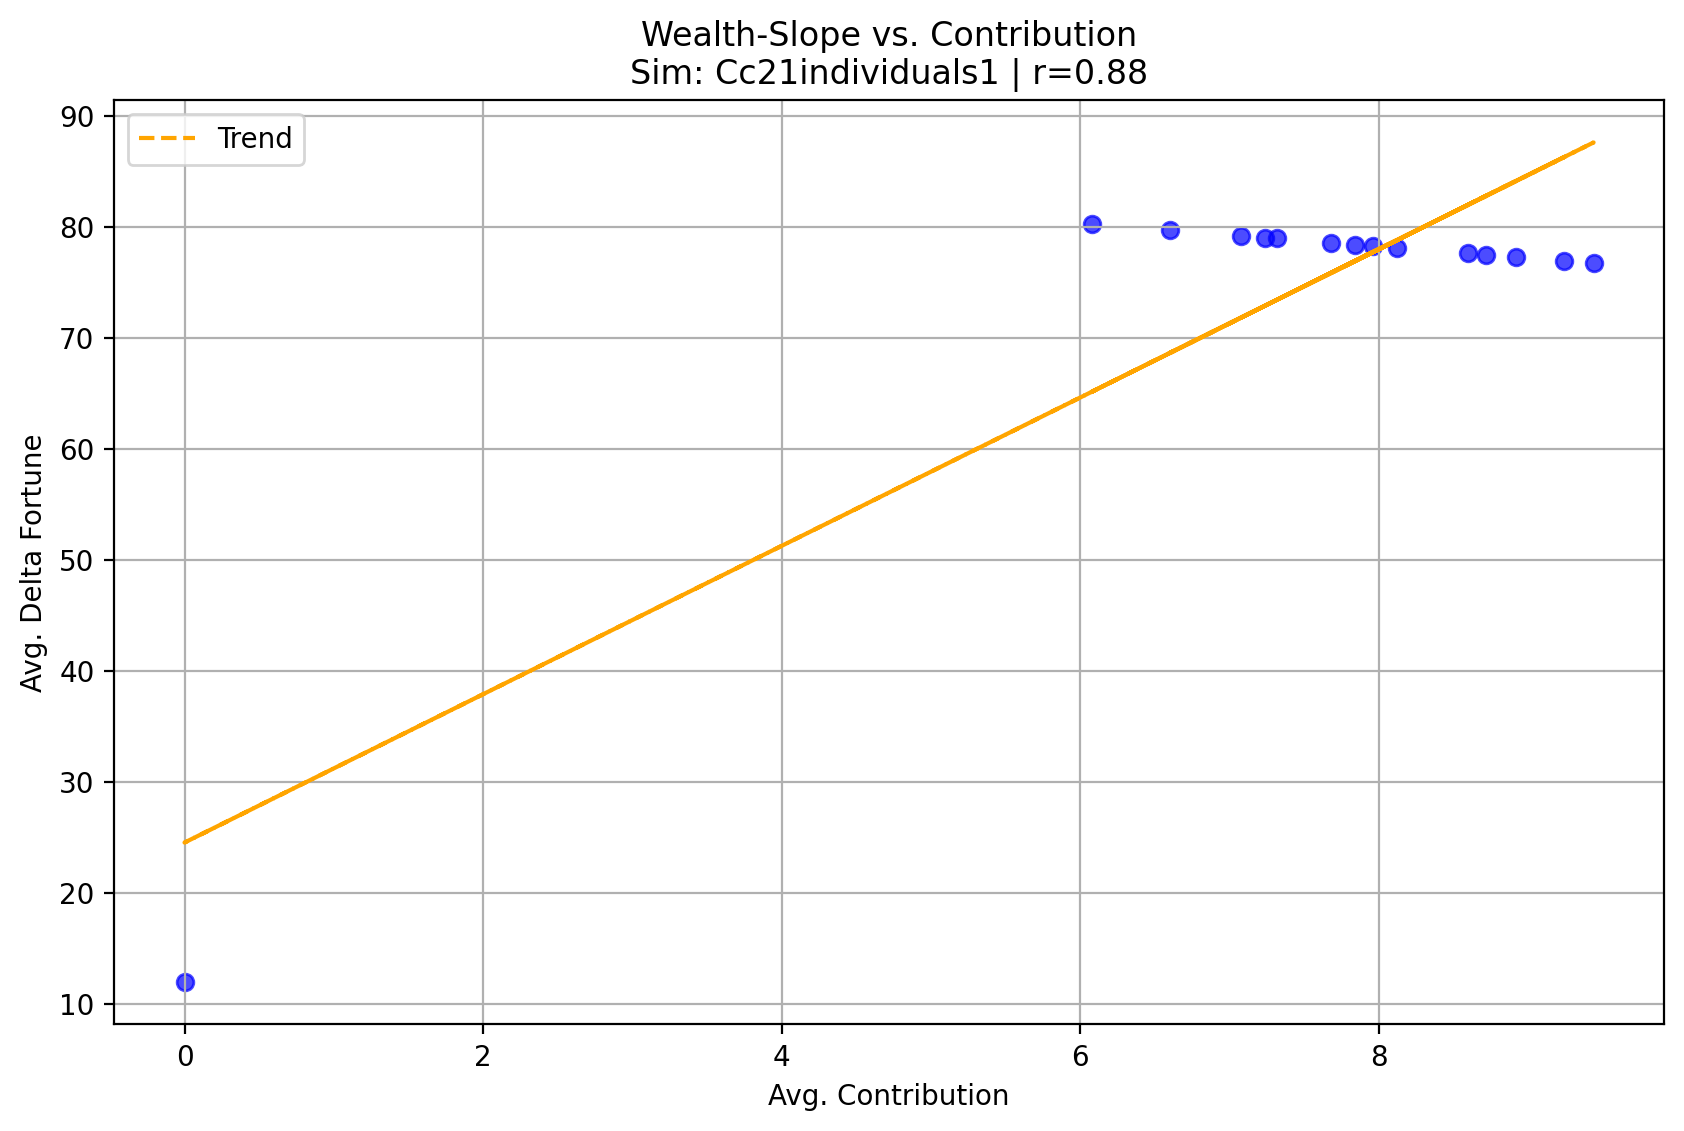 Wealth-Slope vs. Contribution
Sim: Cc21individuals1 | r=0.88
Trend
90
80
70
60
50
40
30
20
10
Avg. Delta Fortune
0 2 4 6 8
Avg. Contribution